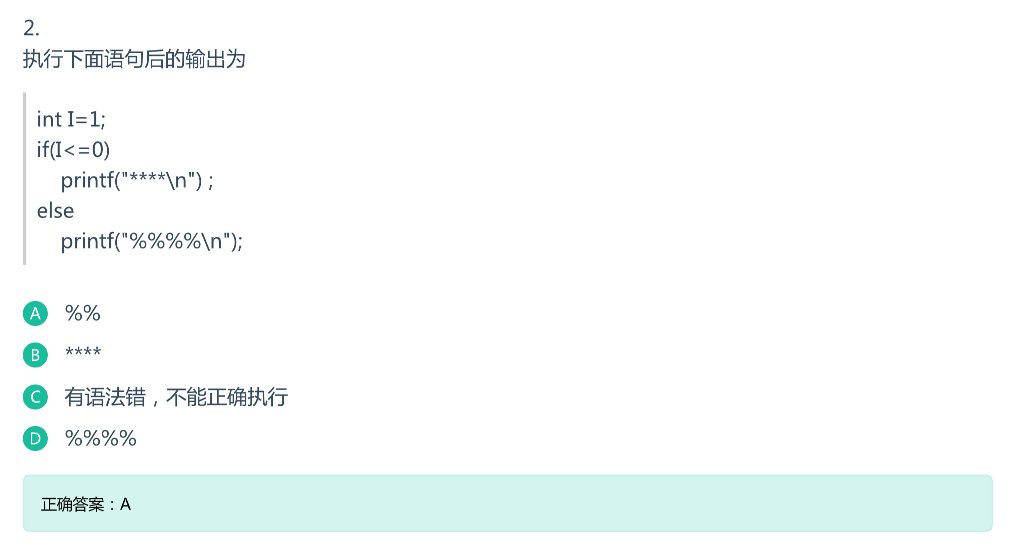 2.
执行下面语句后的输出为
int I=1;
if(I<=0)
printf("****\n") ;
else
printf("%%%%\n");
A %%
B ****
C 有语法错，不能正确执行
D %%%%
正确答案：A